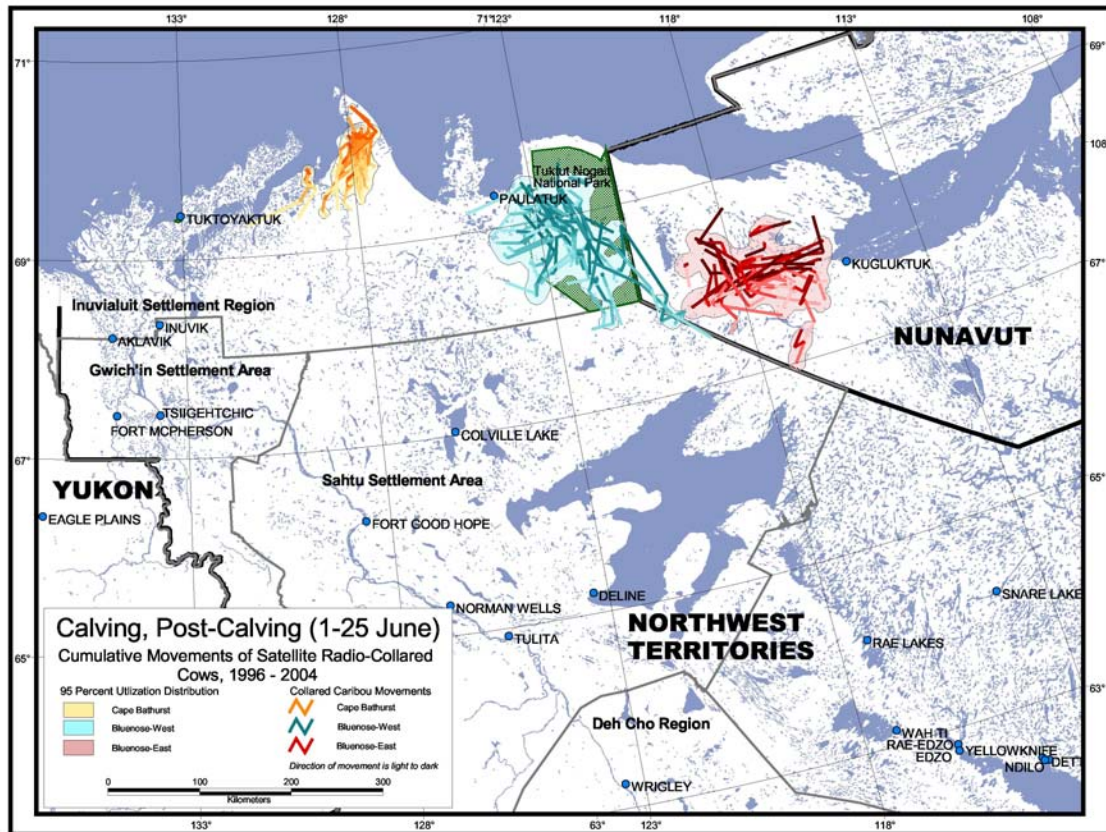 133°
128°
71°
123°
118°
113°
108°
71°
69°
108°
Tuktut Nogait
National Park
PAULATUK
TUKTOYAKTUK
69°
KUGLUKTUK
67°
Inuvialuit Settlement Region
INUVIK
AKLAVIK
NUNAVUT
Gwich'in Settlement Area
TSIIGEHTCHIC
FORT MCPHERSON
COLVILLE LAKE
67°
Sahtu Settlement Area
65°
YUKON
EAGLE PLAINS
FORT GOOD HOPE
DELINE
SNARE LAKE
NORMAN WELLS
NORTHWEST
TERRITORIES
TULITA
RAE LAKES
65°
63°
Deh Cho Region
WAH TI
RAE-EDZO
EDZO
YELLOWKNIFE
NDILO
DETT
WRIGLEY
Calving, Post-Calving (1-25 June)
Cumulative Movements of Satellite Radio-Collared
Cows, 1996 - 2004
95 Percent Utlization Distribution
Cape Bathurst
Bluenose-West
Bluenose-East
Collared Caribou Movements
Cape Bathurst
Bluenose-West
Bluenose-East
Direction of movement is light to dark
0 100 200 300
Kilometers
133°
128°
63°
123°
118°